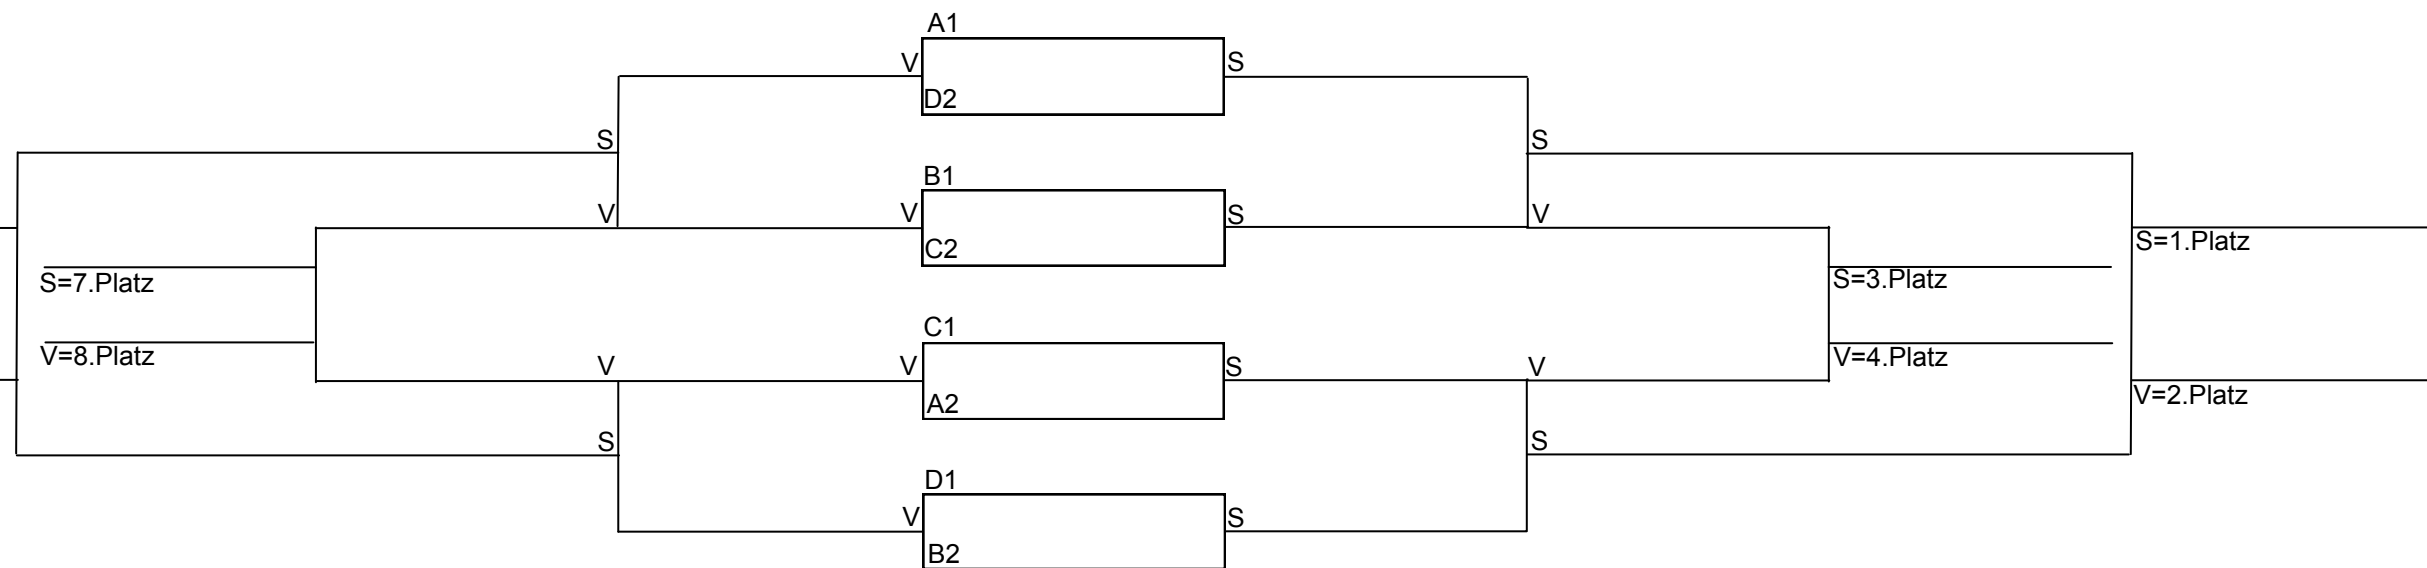 A1
V
S
D2
S
S
B1
V
V
S
V
C2
S=1.Platz
S=7.Platz
S=3.Platz
C1
V=8.Platz
V=4.Platz
V
V
S
V
A2
V=2.Platz
S
S
D1
V
S
B2